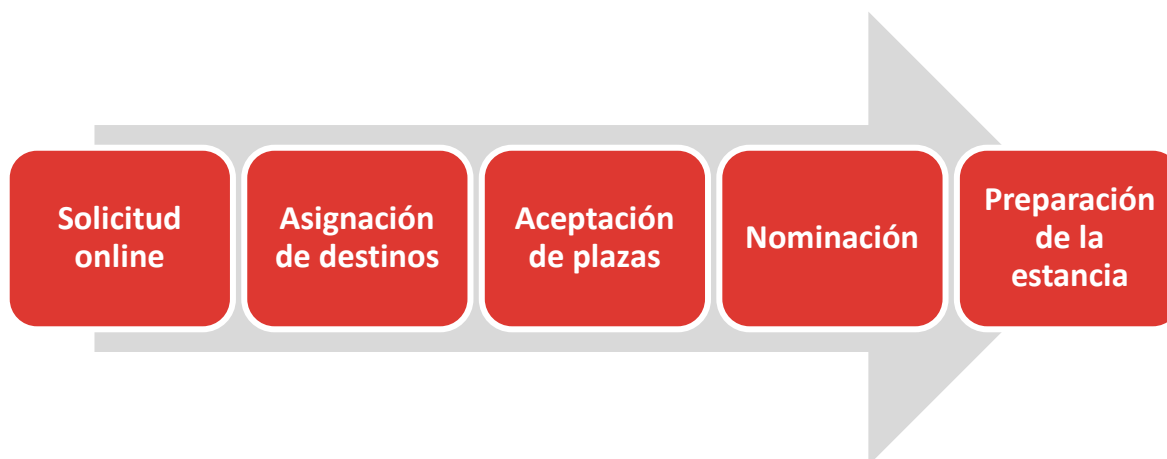 Solicitud
online
Asignación
de destinos
Aceptación
de plazas
Nominación
Preparación
de la
estancia